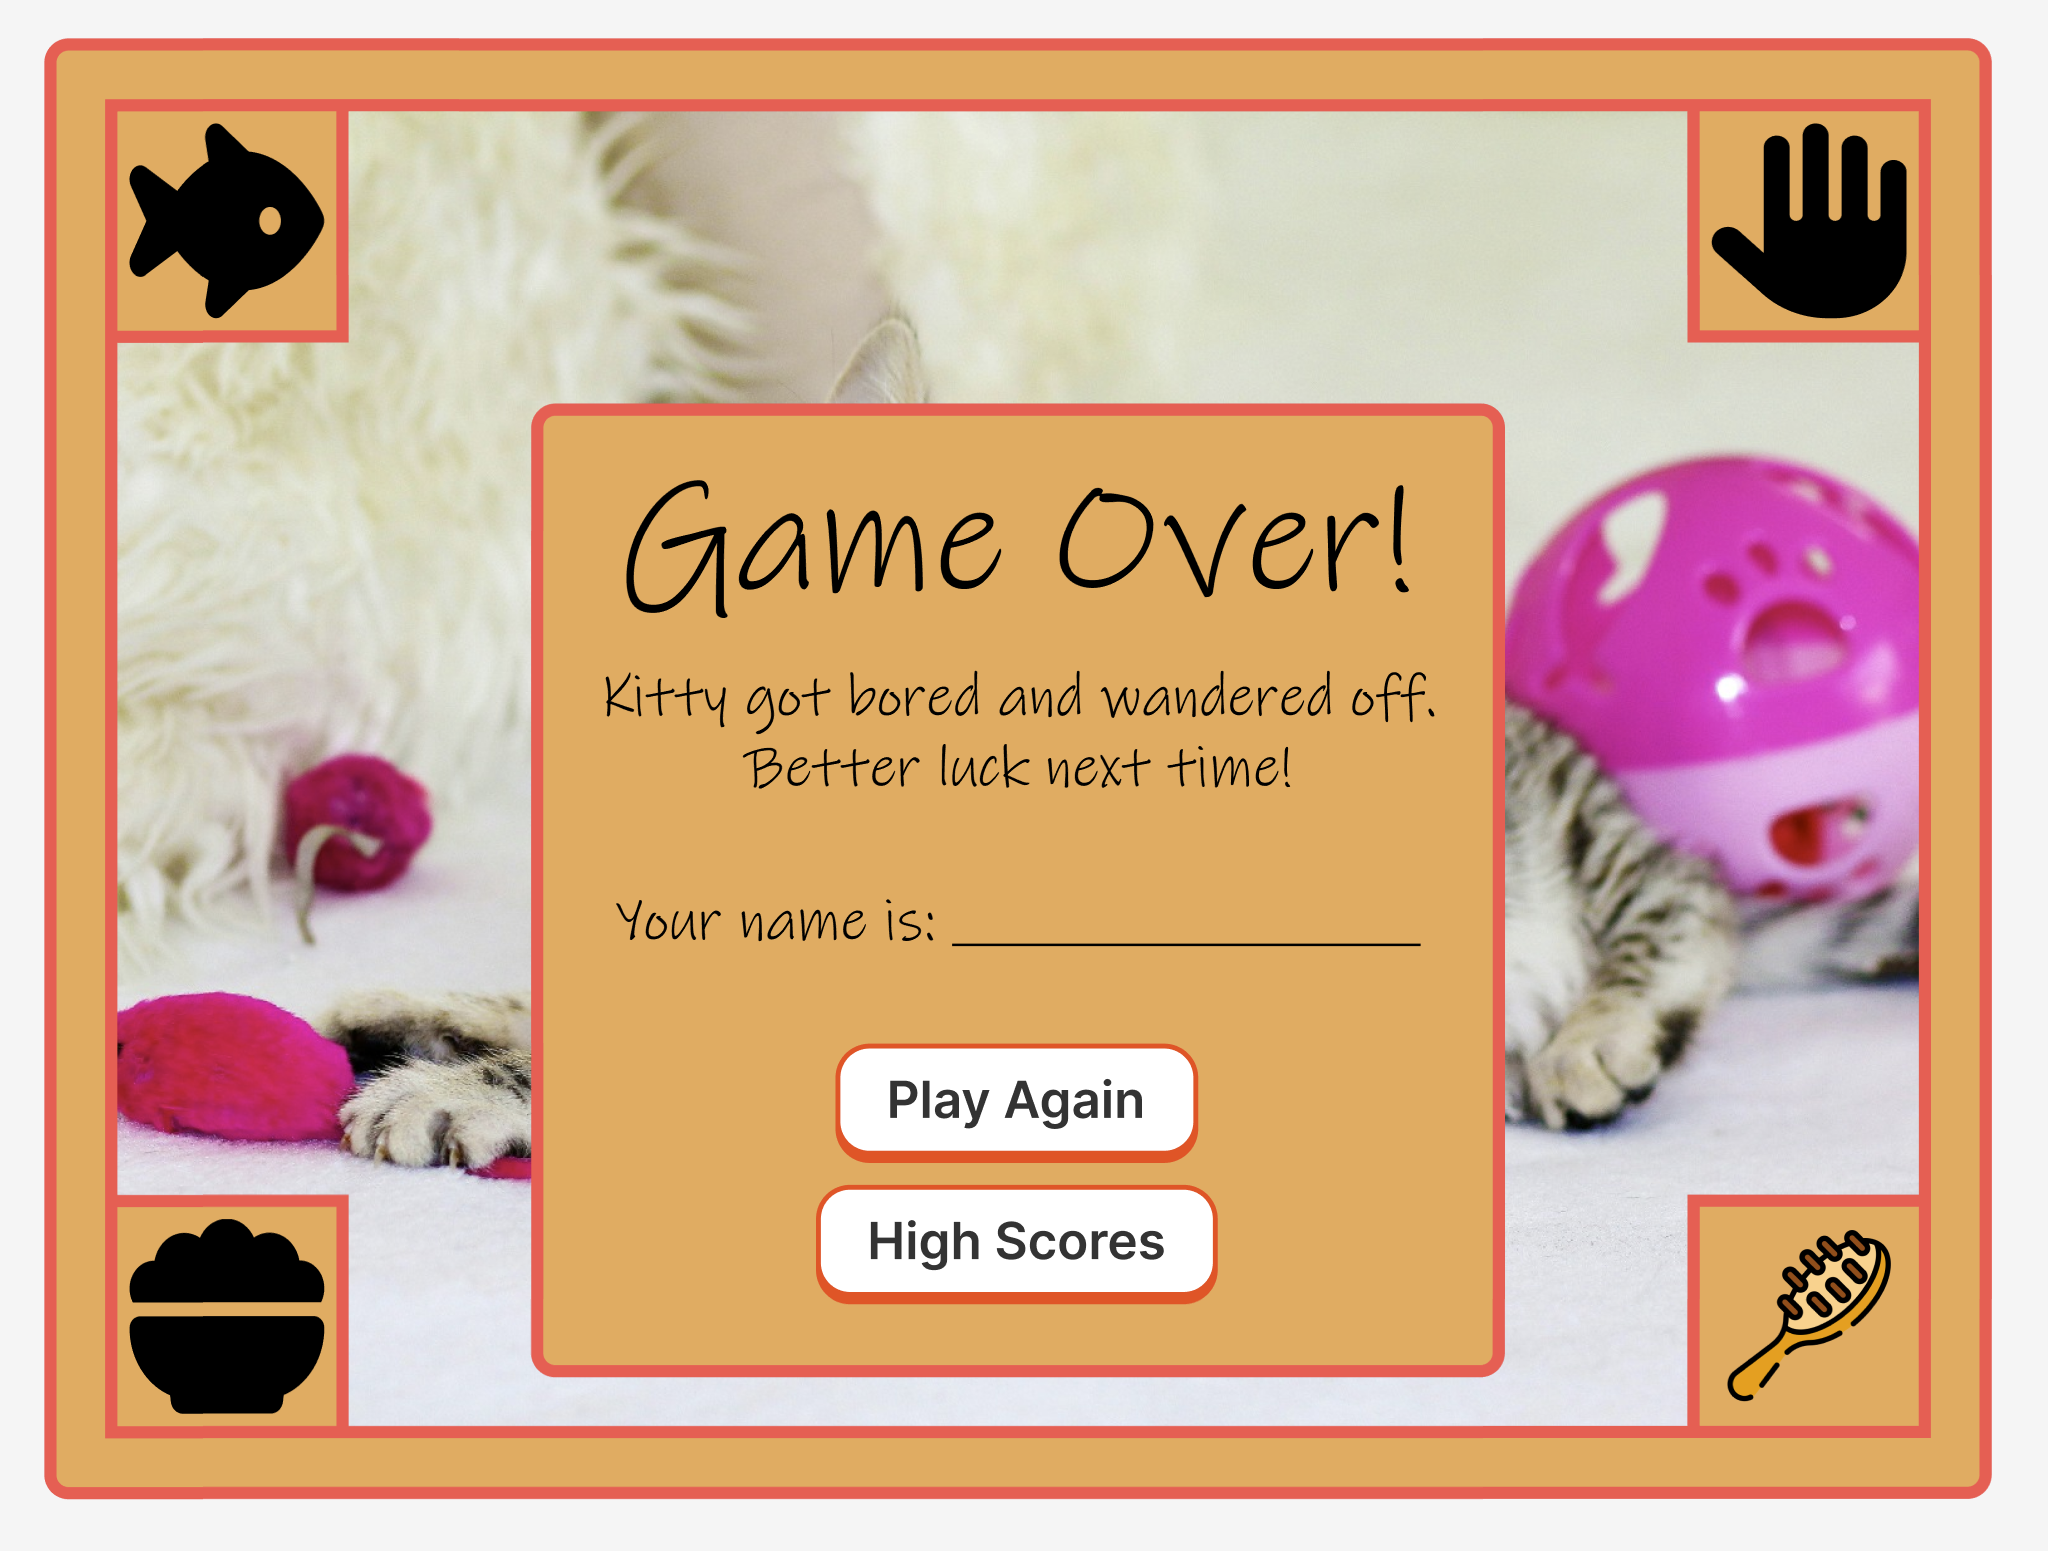 Game Over!
Kitty got bored and wandered off.
Better luck next time!
Your name is:
Play Again
High Scores